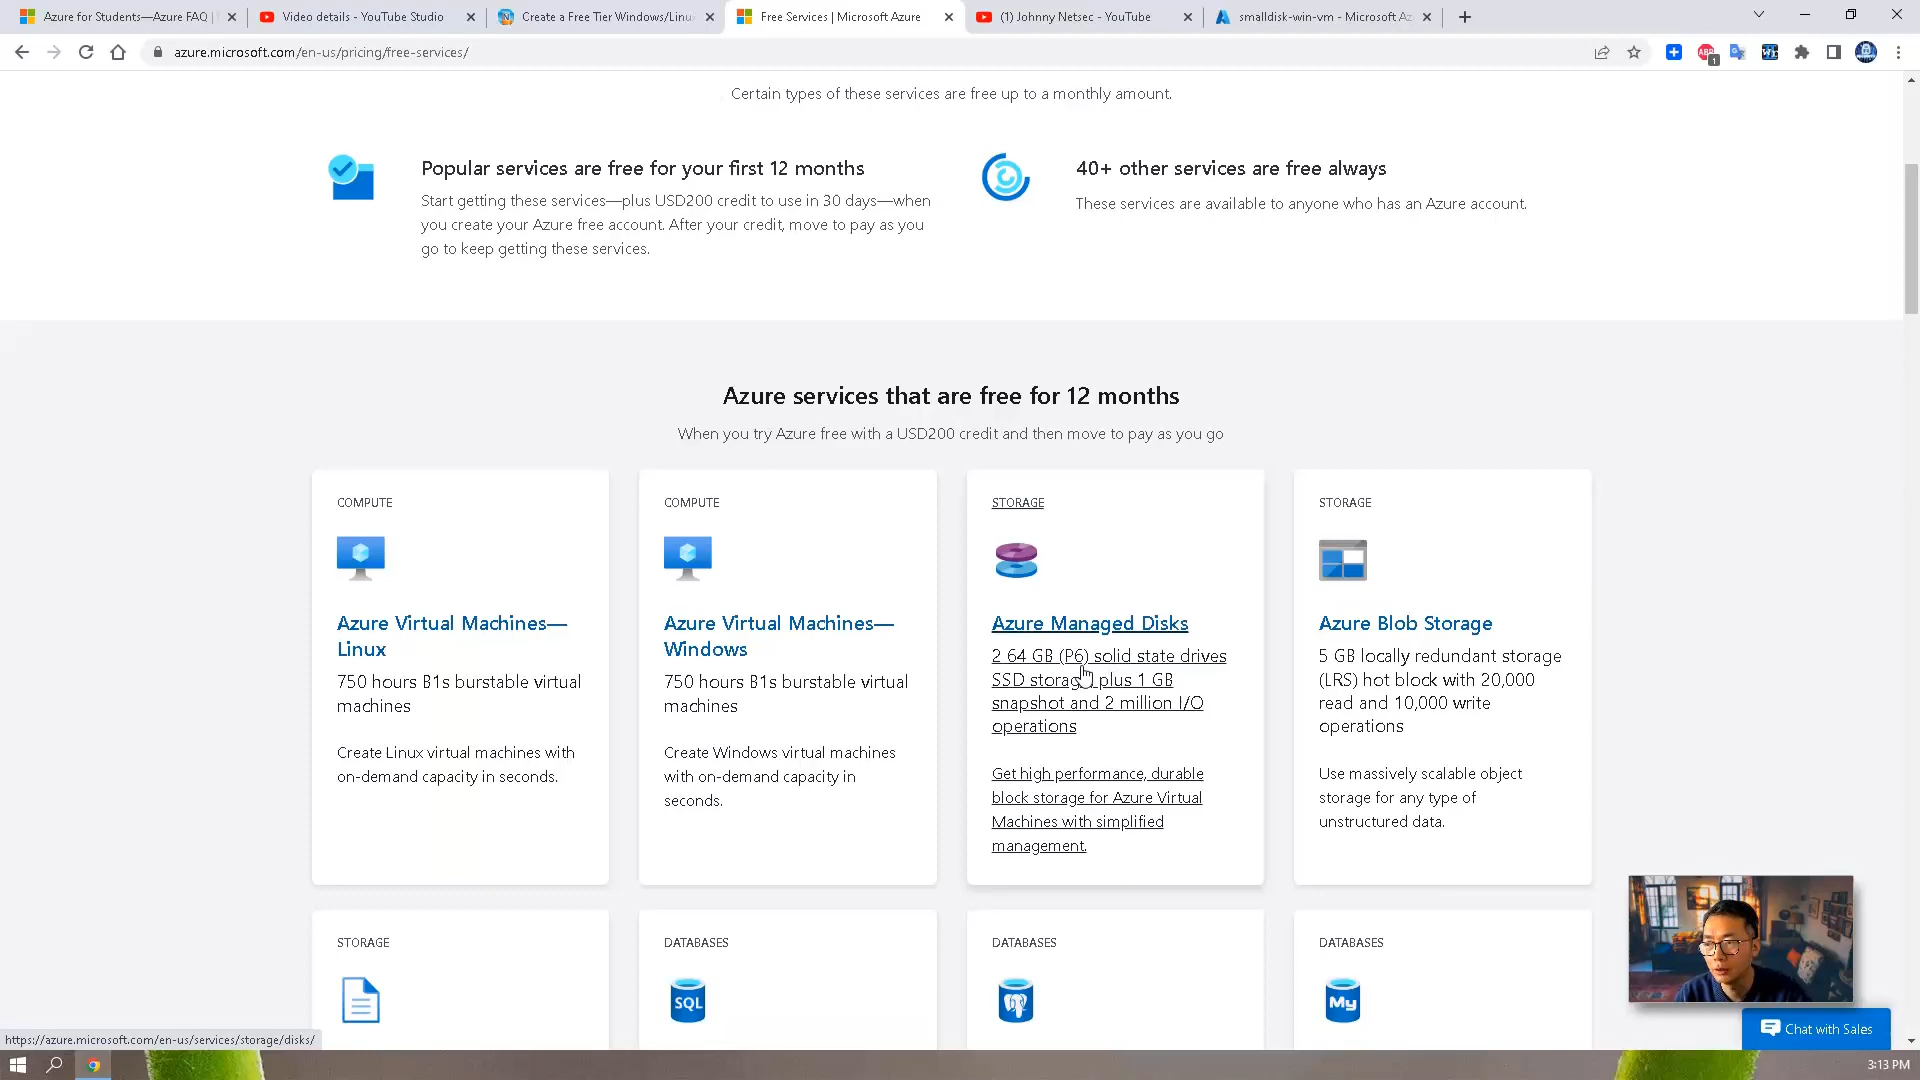 Azure for Students—Azure FAQ |
Video details - YouTube Studio
Create a Free Tier Windows/Linu
Free Services | Microsoft Azure
(1) Johnny Netsec - YouTube
smalldisk-win-vm - Microsoft Az
azure.microsoft.com/en-us/pricing/free-services/
ABP
1
Certain types of these services are free up to a monthly amount.
Popular services are free for your first 12 months
Start getting these services—plus USD200 credit to use in 30 days—when
you create your Azure free account. After your credit, move to pay as you
go to keep getting these services.
40+ other services are free always
These services are available to anyone who has an Azure account.
Azure services that are free for 12 months
When you try Azure free with a USD200 credit and then move to pay as you go
COMPUTE
Azure Virtual Machines—
Linux
750 hours B1s burstable virtual
machines
Create Linux virtual machines with
on-demand capacity in seconds.
COMPUTE
Azure Virtual Machines—
Windows
750 hours B1s burstable virtual
machines
Create Windows virtual machines
with on-demand capacity in
seconds.
STORAGE
Azure Managed Disks
2 64 GB (P6) solid state drives
SSD storage, plus 1 GB
snapshot and 2 million I/O
operations
Get high performance, durable
block storage for Azure Virtual
Machines with simplified
management.
STORAGE
Azure Blob Storage
5 GB locally redundant storage
(LRS) hot block with 20,000
read and 10,000 write
operations
Use massively scalable object
storage for any type of
unstructured data.
STORAGE
DATABASES
SQL
DATABASES
DATABASES
My
Chat with Sales
https://azure.microsoft.com/en-us/services/storage/disks/
3:13 PM